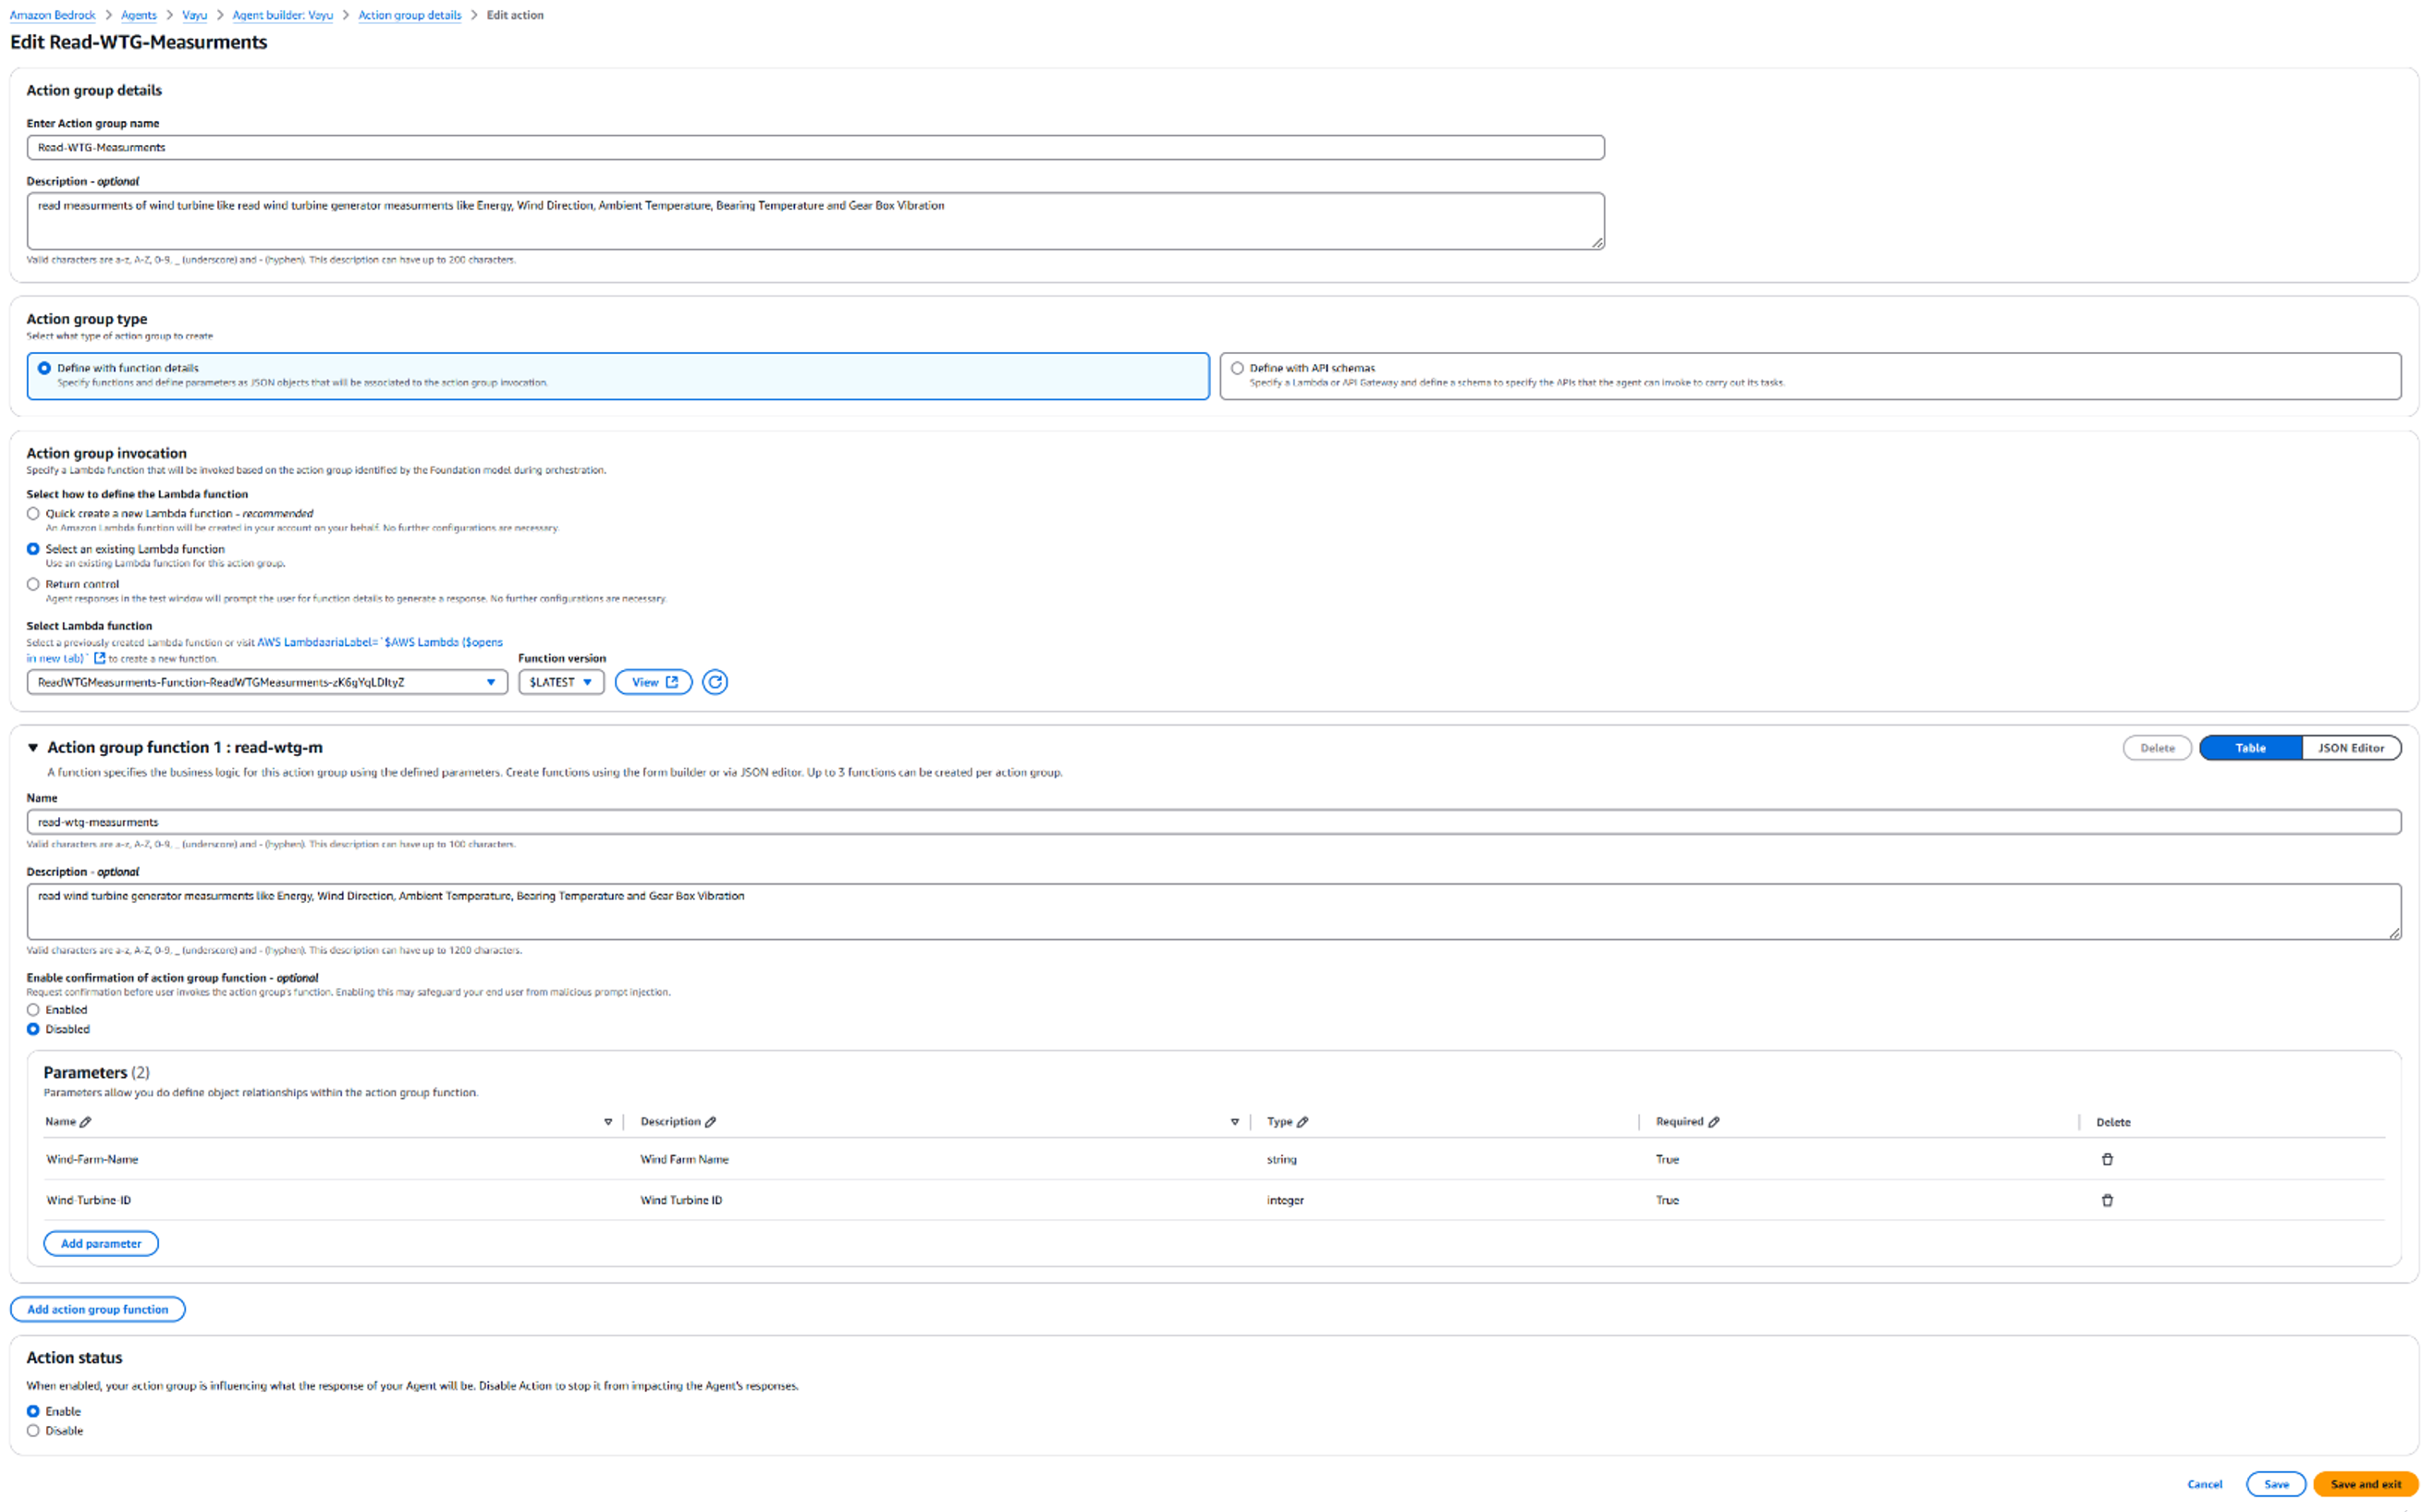 Amazon Bedrock > Agents > Vayu > Agent builder: Vayu > Action group details > Edit action
Edit Read-WTG-Measurments
Action group details
Enter Action group name
Read-WTG-Measurments
Description - optional
read measurments of wind turbine like read wind turbine generator measurments like Energy, Wind Direction, Ambient Temperature, Bearing Temperature and Gear Box Vibration
Valid characters are a-z, A-Z, 0-9, _ (underscore) and - (hyphen). This description can have up to 200 characters.
Action group type
Select what type of action group to create
Define with function details
Specify functions and define parameters as JSON objects that will be associated to the action group invocation.
Define with API schemas
Specify a Lambda or API Gateway and define a schema to specify the APIs that the agent can invoke to carry out its tasks.
Action group invocation
Specify a Lambda function that will be invoked based on the action group identified by the Foundation model during orchestration.
Select how to define the Lambda function
Quick create a new Lambda function - recommended
An Amazon Lambda function will be created in your account on your behalf. No further configurations are necessary.
Select an existing Lambda function
Use an existing Lambda function for this action group.
Return control
Agent responses in the test window will prompt the user for function details to generate a response. No further configurations are necessary.
Select Lambda function
Select a previously created Lambda function or visit AWS LambdaariaLabel=`$AWS Lambda ($opens
in new tab)` to create a new function.
Function version
ReadWTGMeasurments-Function-ReadWTGMeasurments-zK6gYqLDItyZ
$LATEST
View
Action group function 1 : read-wtg-m
Delete
Table
JSON Editor
A function specifies the business logic for this action group using the defined parameters. Create functions using the form builder or via JSON editor. Up to 3 functions can be created per action group.
Name
read-wtg-measurments
Valid characters are a-z, A-Z, 0-9, _ (underscore) and - (hyphen). This description can have up to 100 characters.
Description - optional
read wind turbine generator measurments like Energy, Wind Direction, Ambient Temperature, Bearing Temperature and Gear Box Vibration
Valid characters are a-z, A-Z, 0-9, _ (underscore) and - (hyphen). This description can have up to 1200 characters.
Enable confirmation of action group function - optional
Request confirmation before user invokes the action group's function. Enabling this may safeguard your end user from malicious prompt injection.
Enabled
Disabled
Parameters (2)
Parameters allow you do define object relationships within the action group function.
Name Description Type Required Delete
Wind-Farm-Name Wind Farm Name string True
Wind-Turbine-ID Wind Turbine ID integer True
Add parameter
Add action group function
Action status
When enabled, your action group is influencing what the response of your Agent will be. Disable Action to stop it from impacting the Agent's responses.
Enable
Disable
Cancel
Save
Save and exit